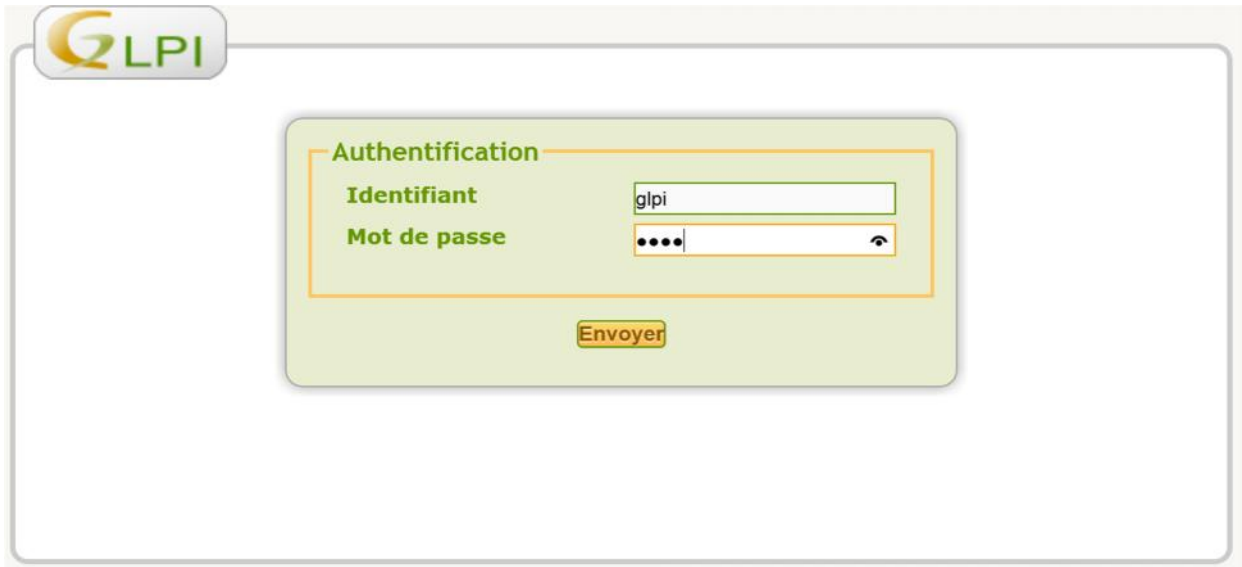 GLPI
Authentification
Identifiant glpi
Mot de passe ••••
Envoyer